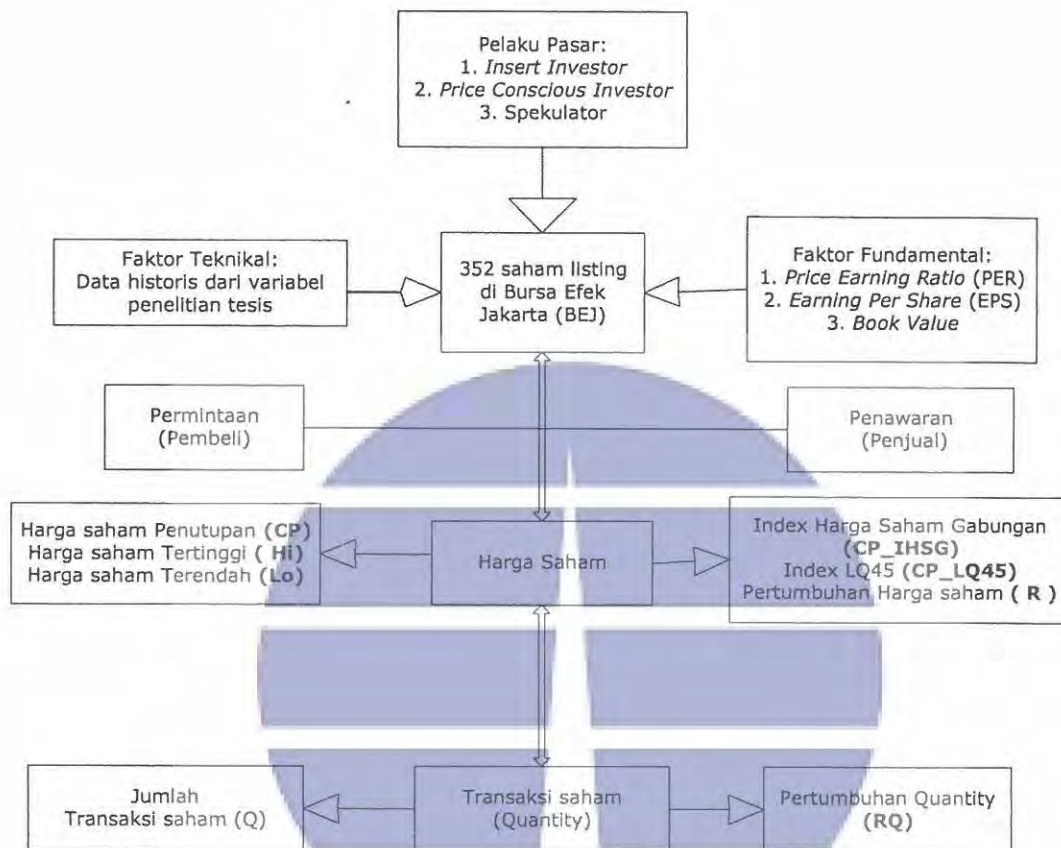 Pelaku Pasar:
1. Insert Investor
2. Price Conscious Investor
3. Spekulator
Faktor Teknikal:
Data historis dari variabel
penelitian tesis
352 saham listing
di Bursa Efek
Jakarta (BEJ)
Faktor Fundamental:
1. Price Earning Ratio (PER)
2. Earning Per Share (EPS)
3. Book Value
Permintaan
(Pembeli)
Penawaran
(Penjual)
Harga saham Penutupan (CP)
Harga saham Tertinggi ( Hi)
Harga saham Terendah (Lo)
Harga Saham
Index Harga Saham Gabungan
(CP_IHSG)
Index LQ45 (CP_LQ45)
Pertumbuhan Harga saham ( R )
Jumlah
Transaksi saham (Q)
Transaksi saham
(Quantity)
Pertumbuhan Quantity
(RQ)